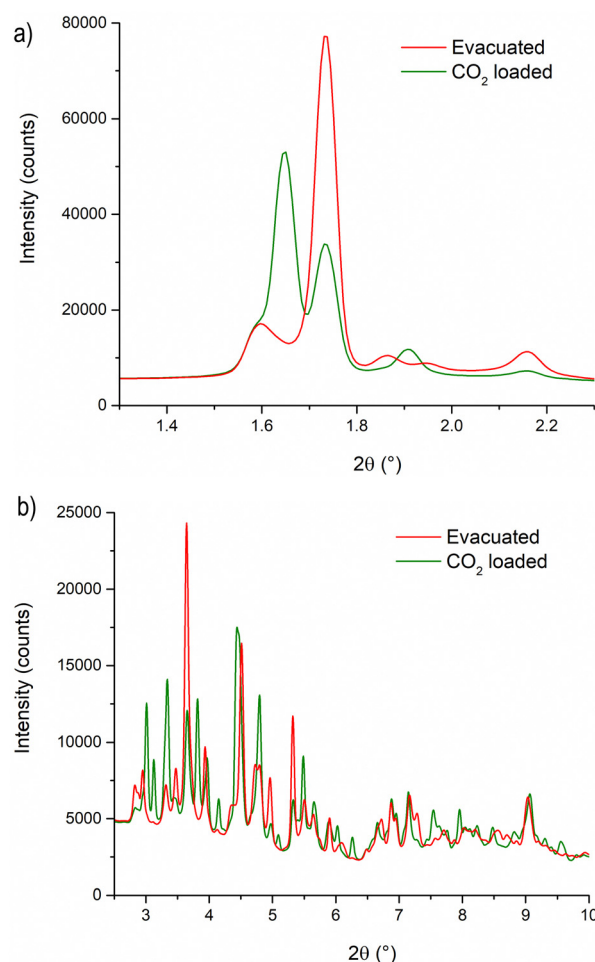 a)
80000
60000
40000
20000
0
Intensity (counts)
Evacuated
CO₂ loaded
1.4 1.6 1.8 2.0 2.2
2θ (°)
b)
25000
20000
15000
10000
5000
0
Intensity (counts)
Evacuated
CO₂ loaded
3 4 5 6 7 8 9 10
2θ (°)